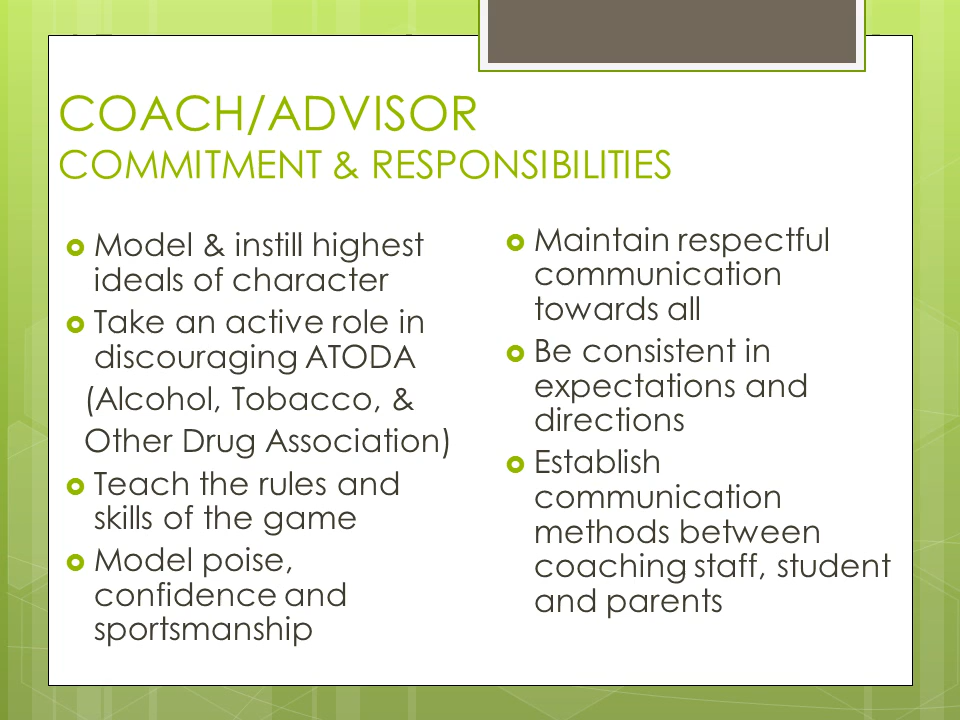 COACH/ADVISOR
COMMITMENT & RESPONSIBILITIES
Model & instill highest
ideals of character
Take an active role in
discouraging ATODA
(Alcohol, Tobacco, &
Other Drug Association)
Teach the rules and
skills of the game
Model poise,
confidence and
sportsmanship
Maintain respectful
communication
towards all
Be consistent in
expectations and
directions
Establish
communication
methods between
coaching staff, student
and parents